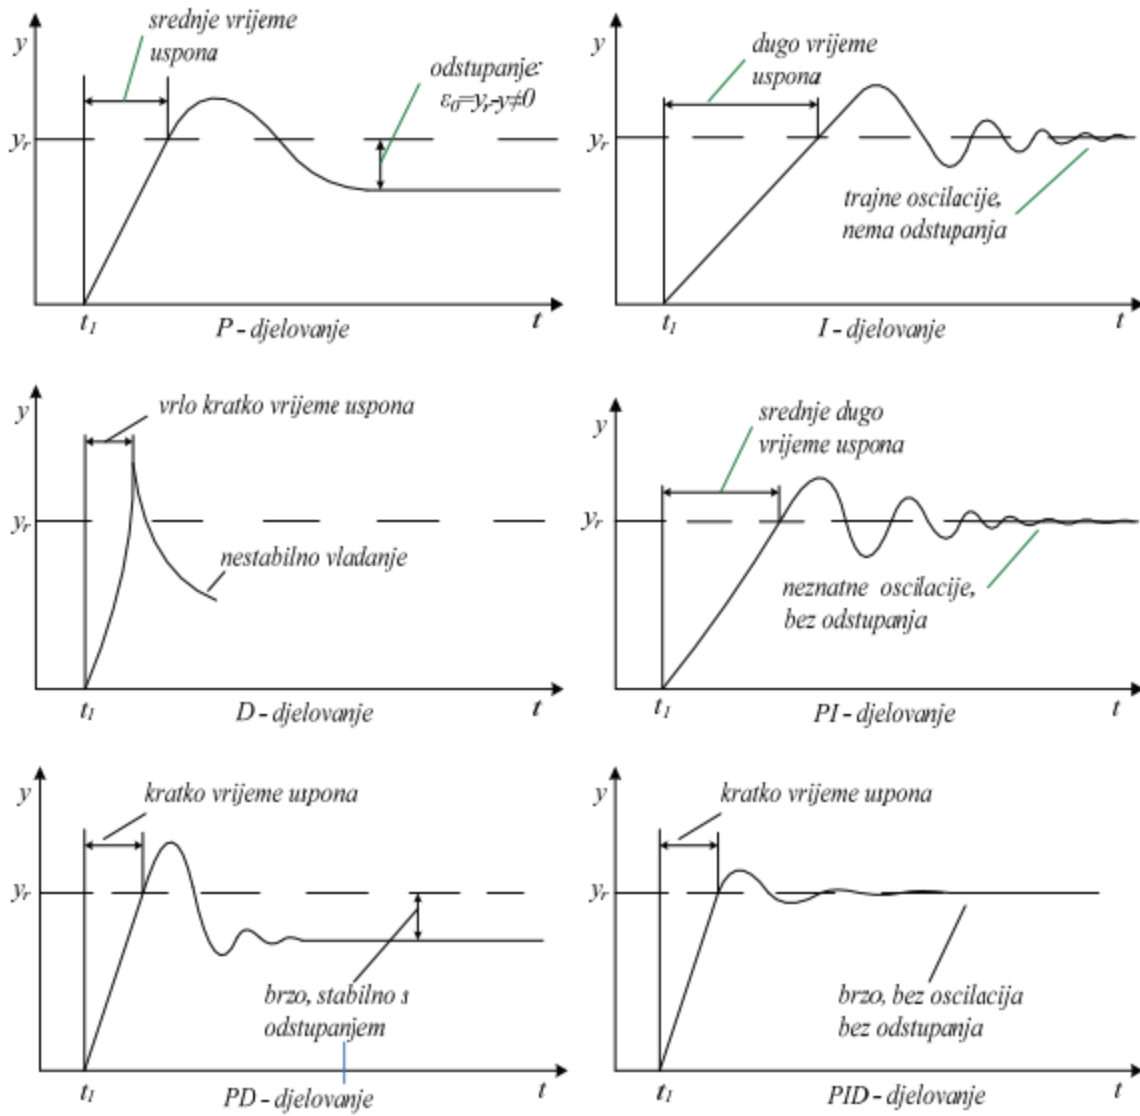 y
srednje vrijeme
uspona
odstupanje:
ε0=yr-y≠0
yr
t1
P - djelovanje
t
y
dugo vrijeme
uspona
yr
trajne oscilacije,
nema odstupanja
t1
I - djelovanje
t
y
vrlo kratko vrijeme uspona
yr
nestabilno vladanje
t1
D - djelovanje
t
y
srednje dugo
vrijeme uspona
yr
neznatne oscilacije,
bez odstupanja
t1
PI - djelovanje
t
y
kratko vrijeme uspona
yr
brzo, stabilno s
odstupanjem
t1
PD - djelovanje
t
y
kratko vrijeme uspona
yr
brzo, bez oscilacija
bez odstupanja
t1
PID - djelovanje
t